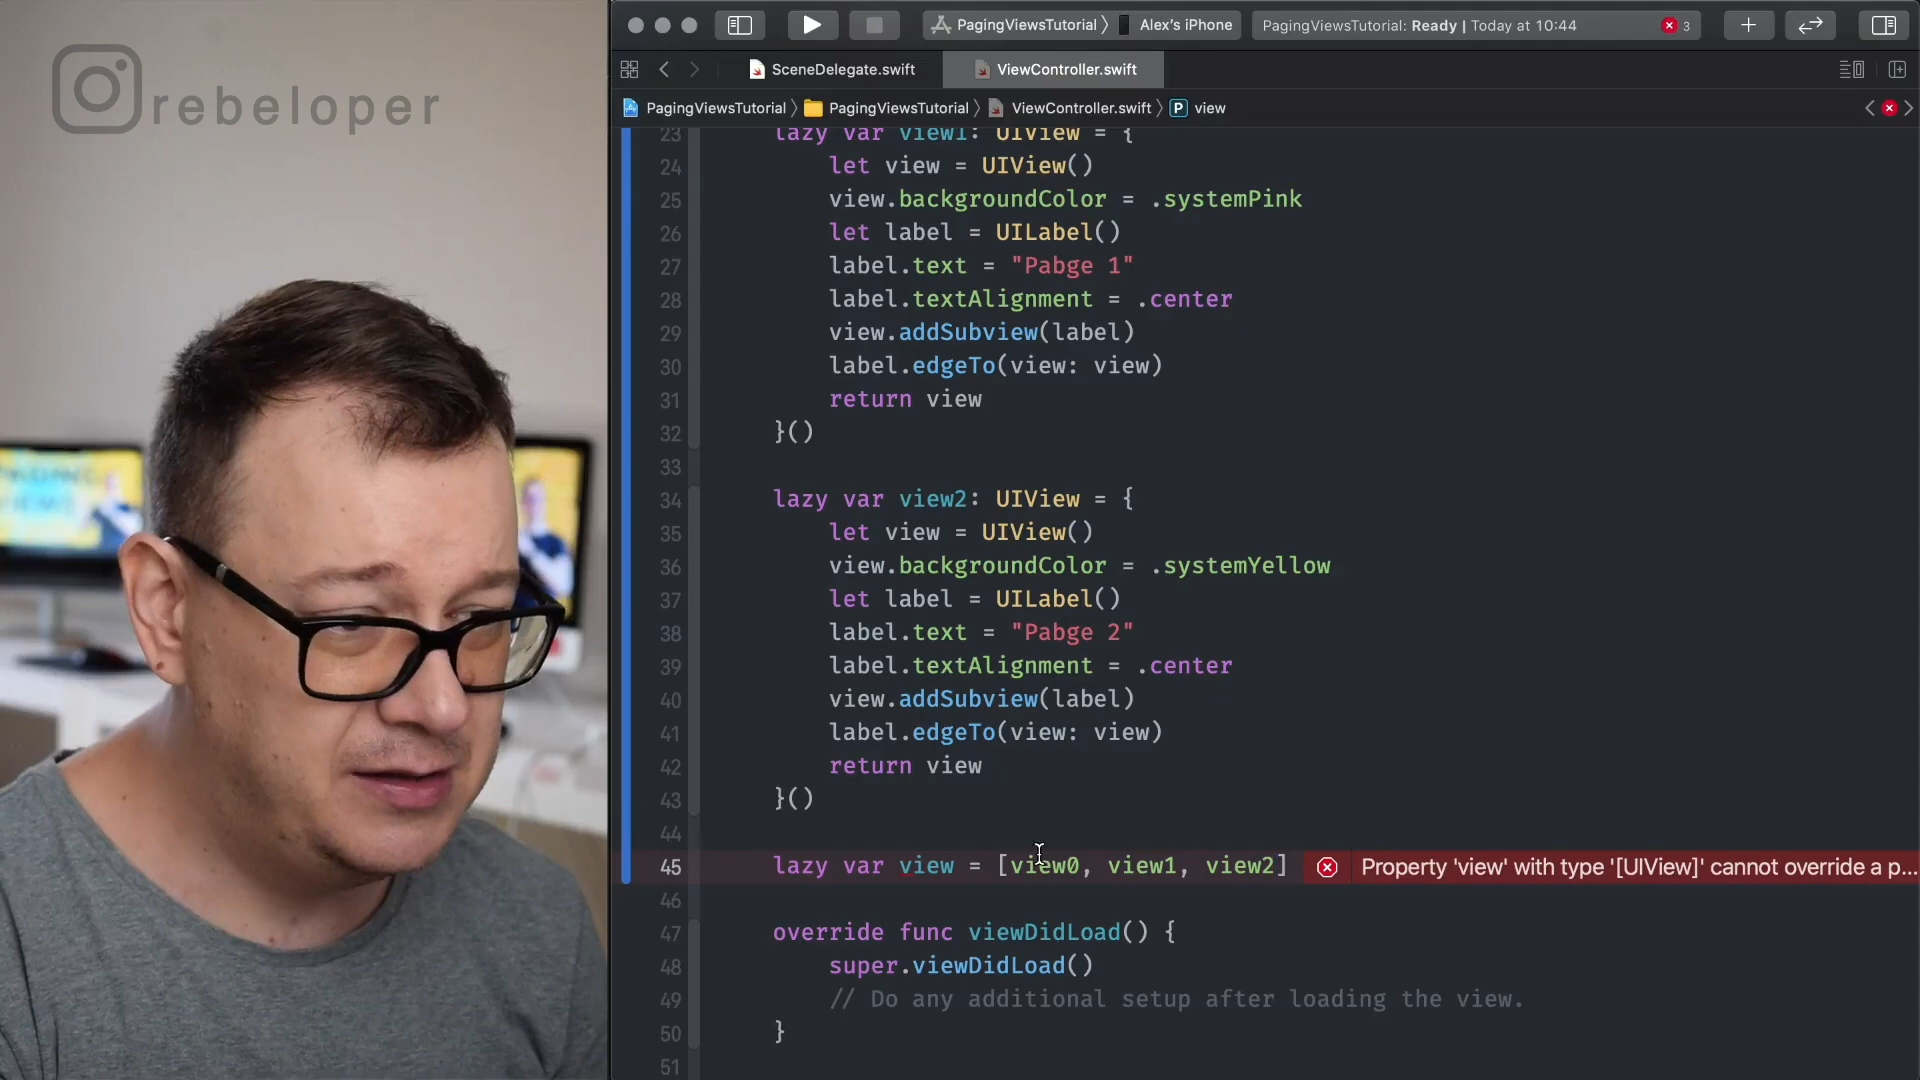 rebeloper
PagingViewsTutorial
Alex's iPhone
PagingViewsTutorial: Ready | Today at 10:44
3
SceneDelegate.swift
ViewController.swift
PagingViewsTutorial
PagingViewsTutorial
ViewController.swift
P view
23 lazy var view1: UIView = {
24 let view = UIView()
25 view.backgroundColor = .systemPink
26 let label = UILabel()
27 label.text = "Pabge 1"
28 label.textAlignment = .center
29 view.addSubview(label)
30 label.edgeTo(view: view)
31 return view
32 }()
33
34 lazy var view2: UIView = {
35 let view = UIView()
36 view.backgroundColor = .systemYellow
37 let label = UILabel()
38 label.text = "Pabge 2"
39 label.textAlignment = .center
40 view.addSubview(label)
41 label.edgeTo(view: view)
42 return view
43 }()
44
45 lazy var view = [view0, view1, view2] Property 'view' with type '[UIView]' cannot override a p...
46
47 override func viewDidLoad() {
48 super.viewDidLoad()
49 // Do any additional setup after loading the view.
50 }
51